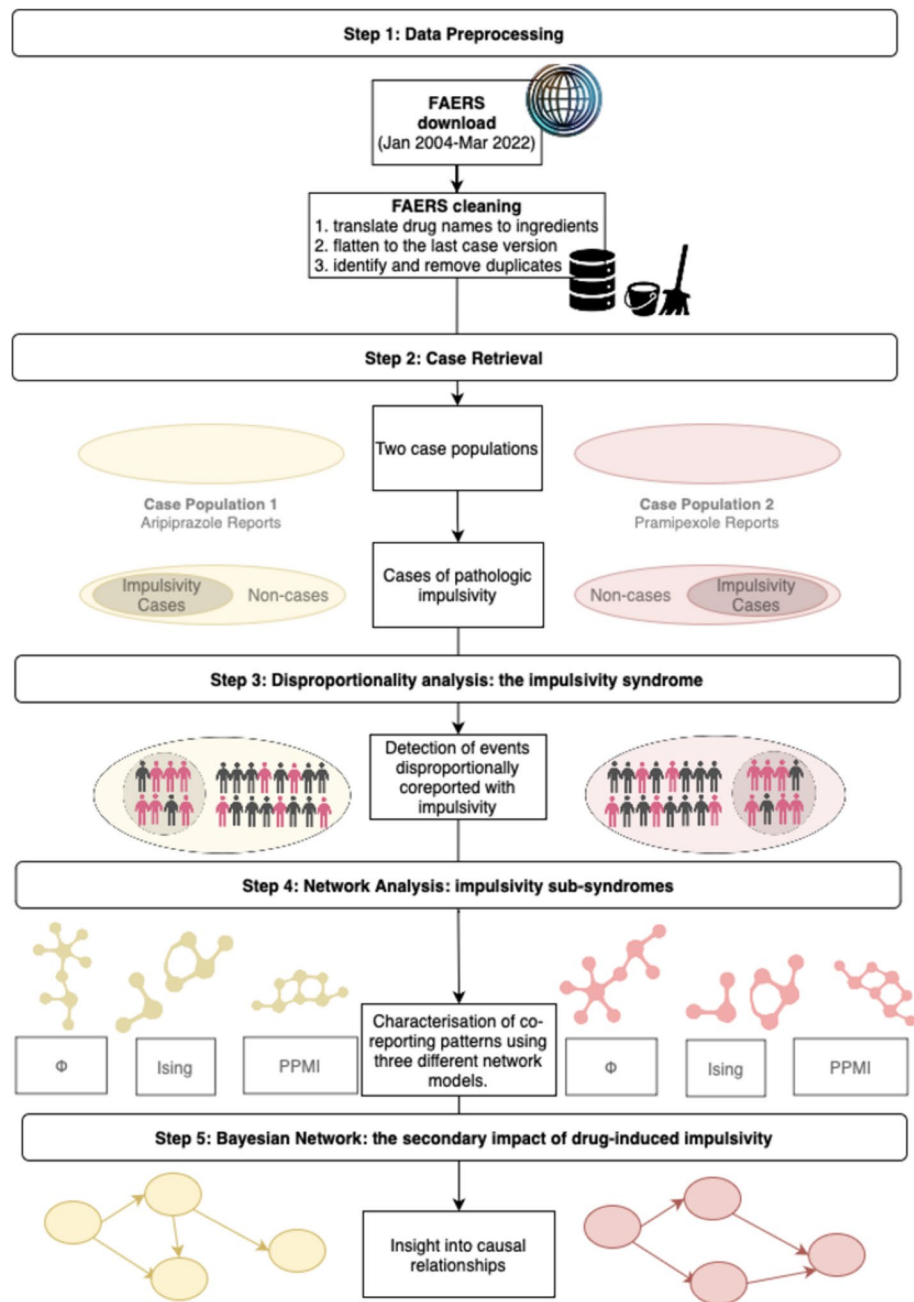 Step 1: Data Preprocessing
FAERS
download
(Jan 2004-Mar 2022)
FAERS cleaning
1. translate drug names to ingredients
2. flatten to the last case version
3. identify and remove duplicates
Step 2: Case Retrieval
Two case populations
Case Population 1
Aripiprazole Reports
Case Population 2
Pramipexole Reports
Impulsivity
Cases
Non-cases
Cases of pathologic
impulsivity
Non-cases
Impulsivity
Cases
Step 3: Disproportionality analysis: the impulsivity syndrome
Detection of events
disproportionally
coreported with
impulsivity
Step 4: Network Analysis: impulsivity sub-syndromes
Φ
Ising
PPMI
Characterisation of co-
reporting patterns using
three different network
models.
Φ
Ising
PPMI
Step 5: Bayesian Network: the secondary impact of drug-induced impulsivity
Insight into causal
relationships